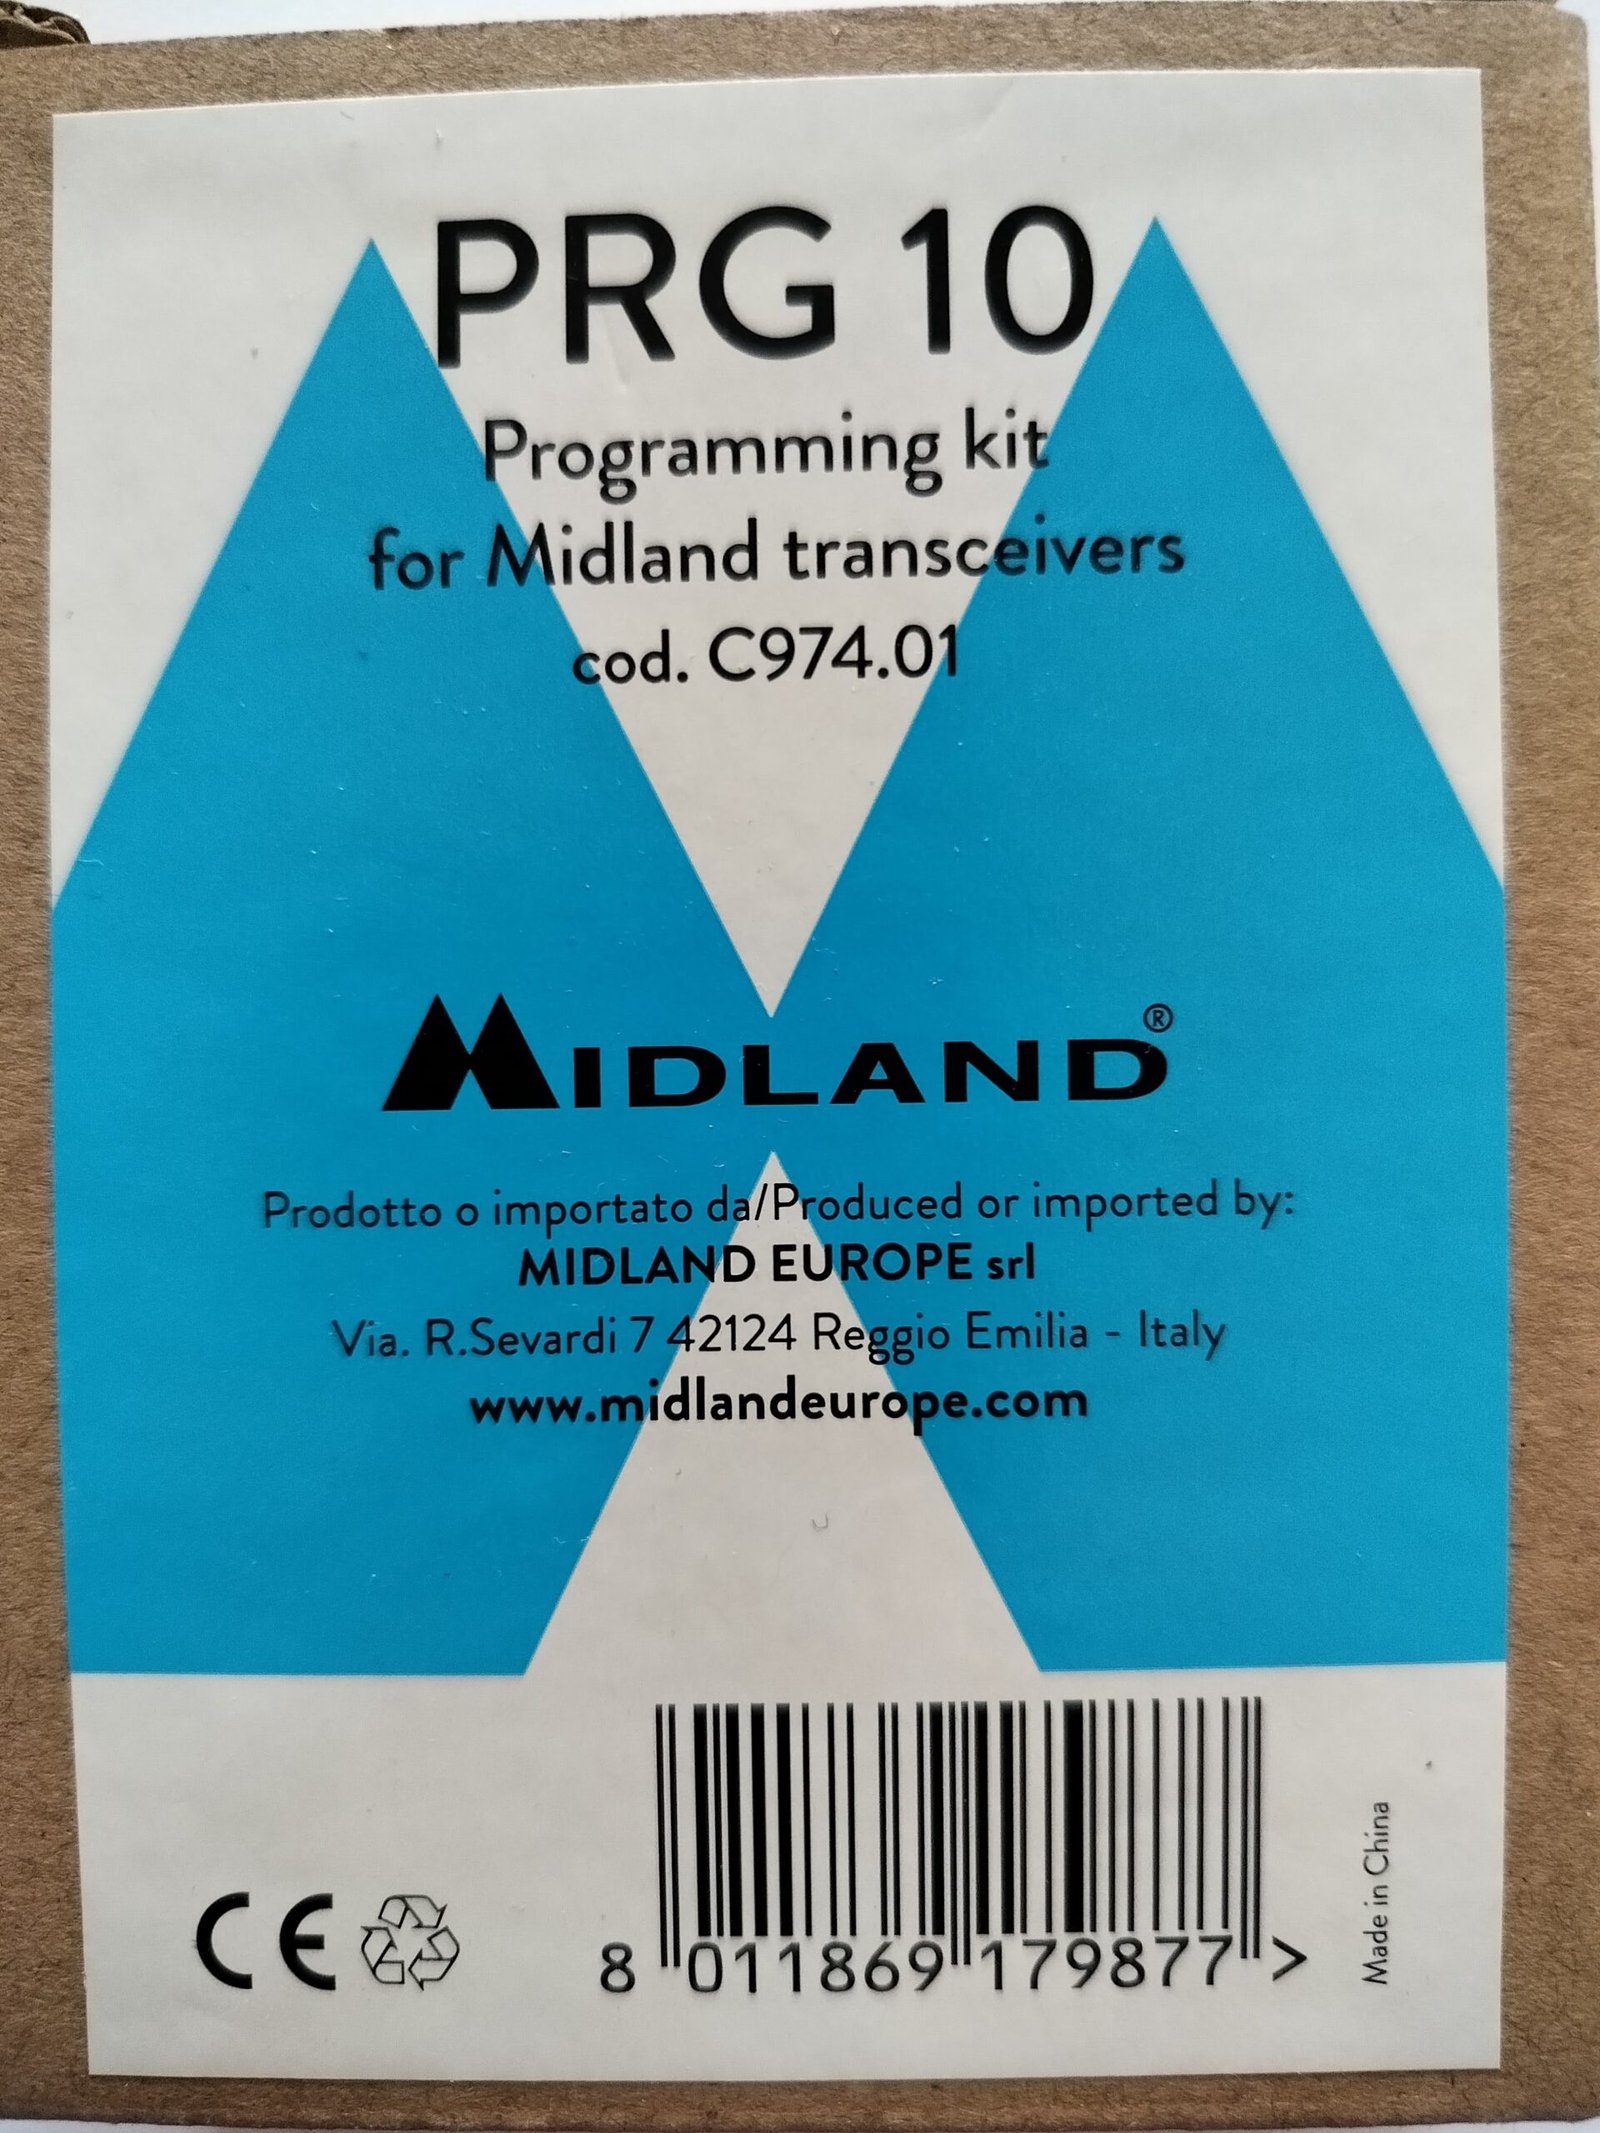 PRG 10
Programming kit
for Midland transceivers
cod. C974.01
MIDLAND®
Prodotto o importato da/Produced or imported by:
MIDLAND EUROPE srl
Via. R.Sevardi 7 42124 Reggio Emilia - Italy
www.midlandeurope.com
CE
8 011869 179877 >
Made in China